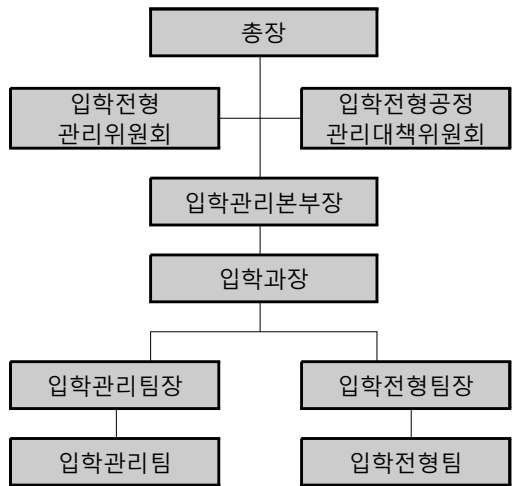 총장
입학전형
관리위원회
입학전형공정
관리대책위원회
입학관리본부장
입학과장
입학관리팀장
입학전형팀장
입학관리팀
입학전형팀